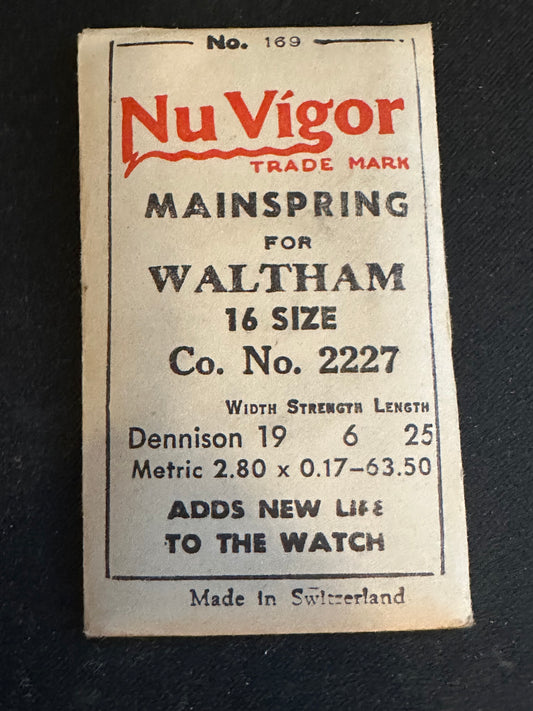 No. 169
Nu Vigor
TRADE MARK
MAINSPRING
FOR
WALTHAM
16 SIZE
Co. No. 2227
WIDTH STRENGTH LENGTH
Dennison 19 6 25
Metric 2.80 x 0.17-63.50
ADDS NEW LIFE
TO THE WATCH
Made in Switzerland